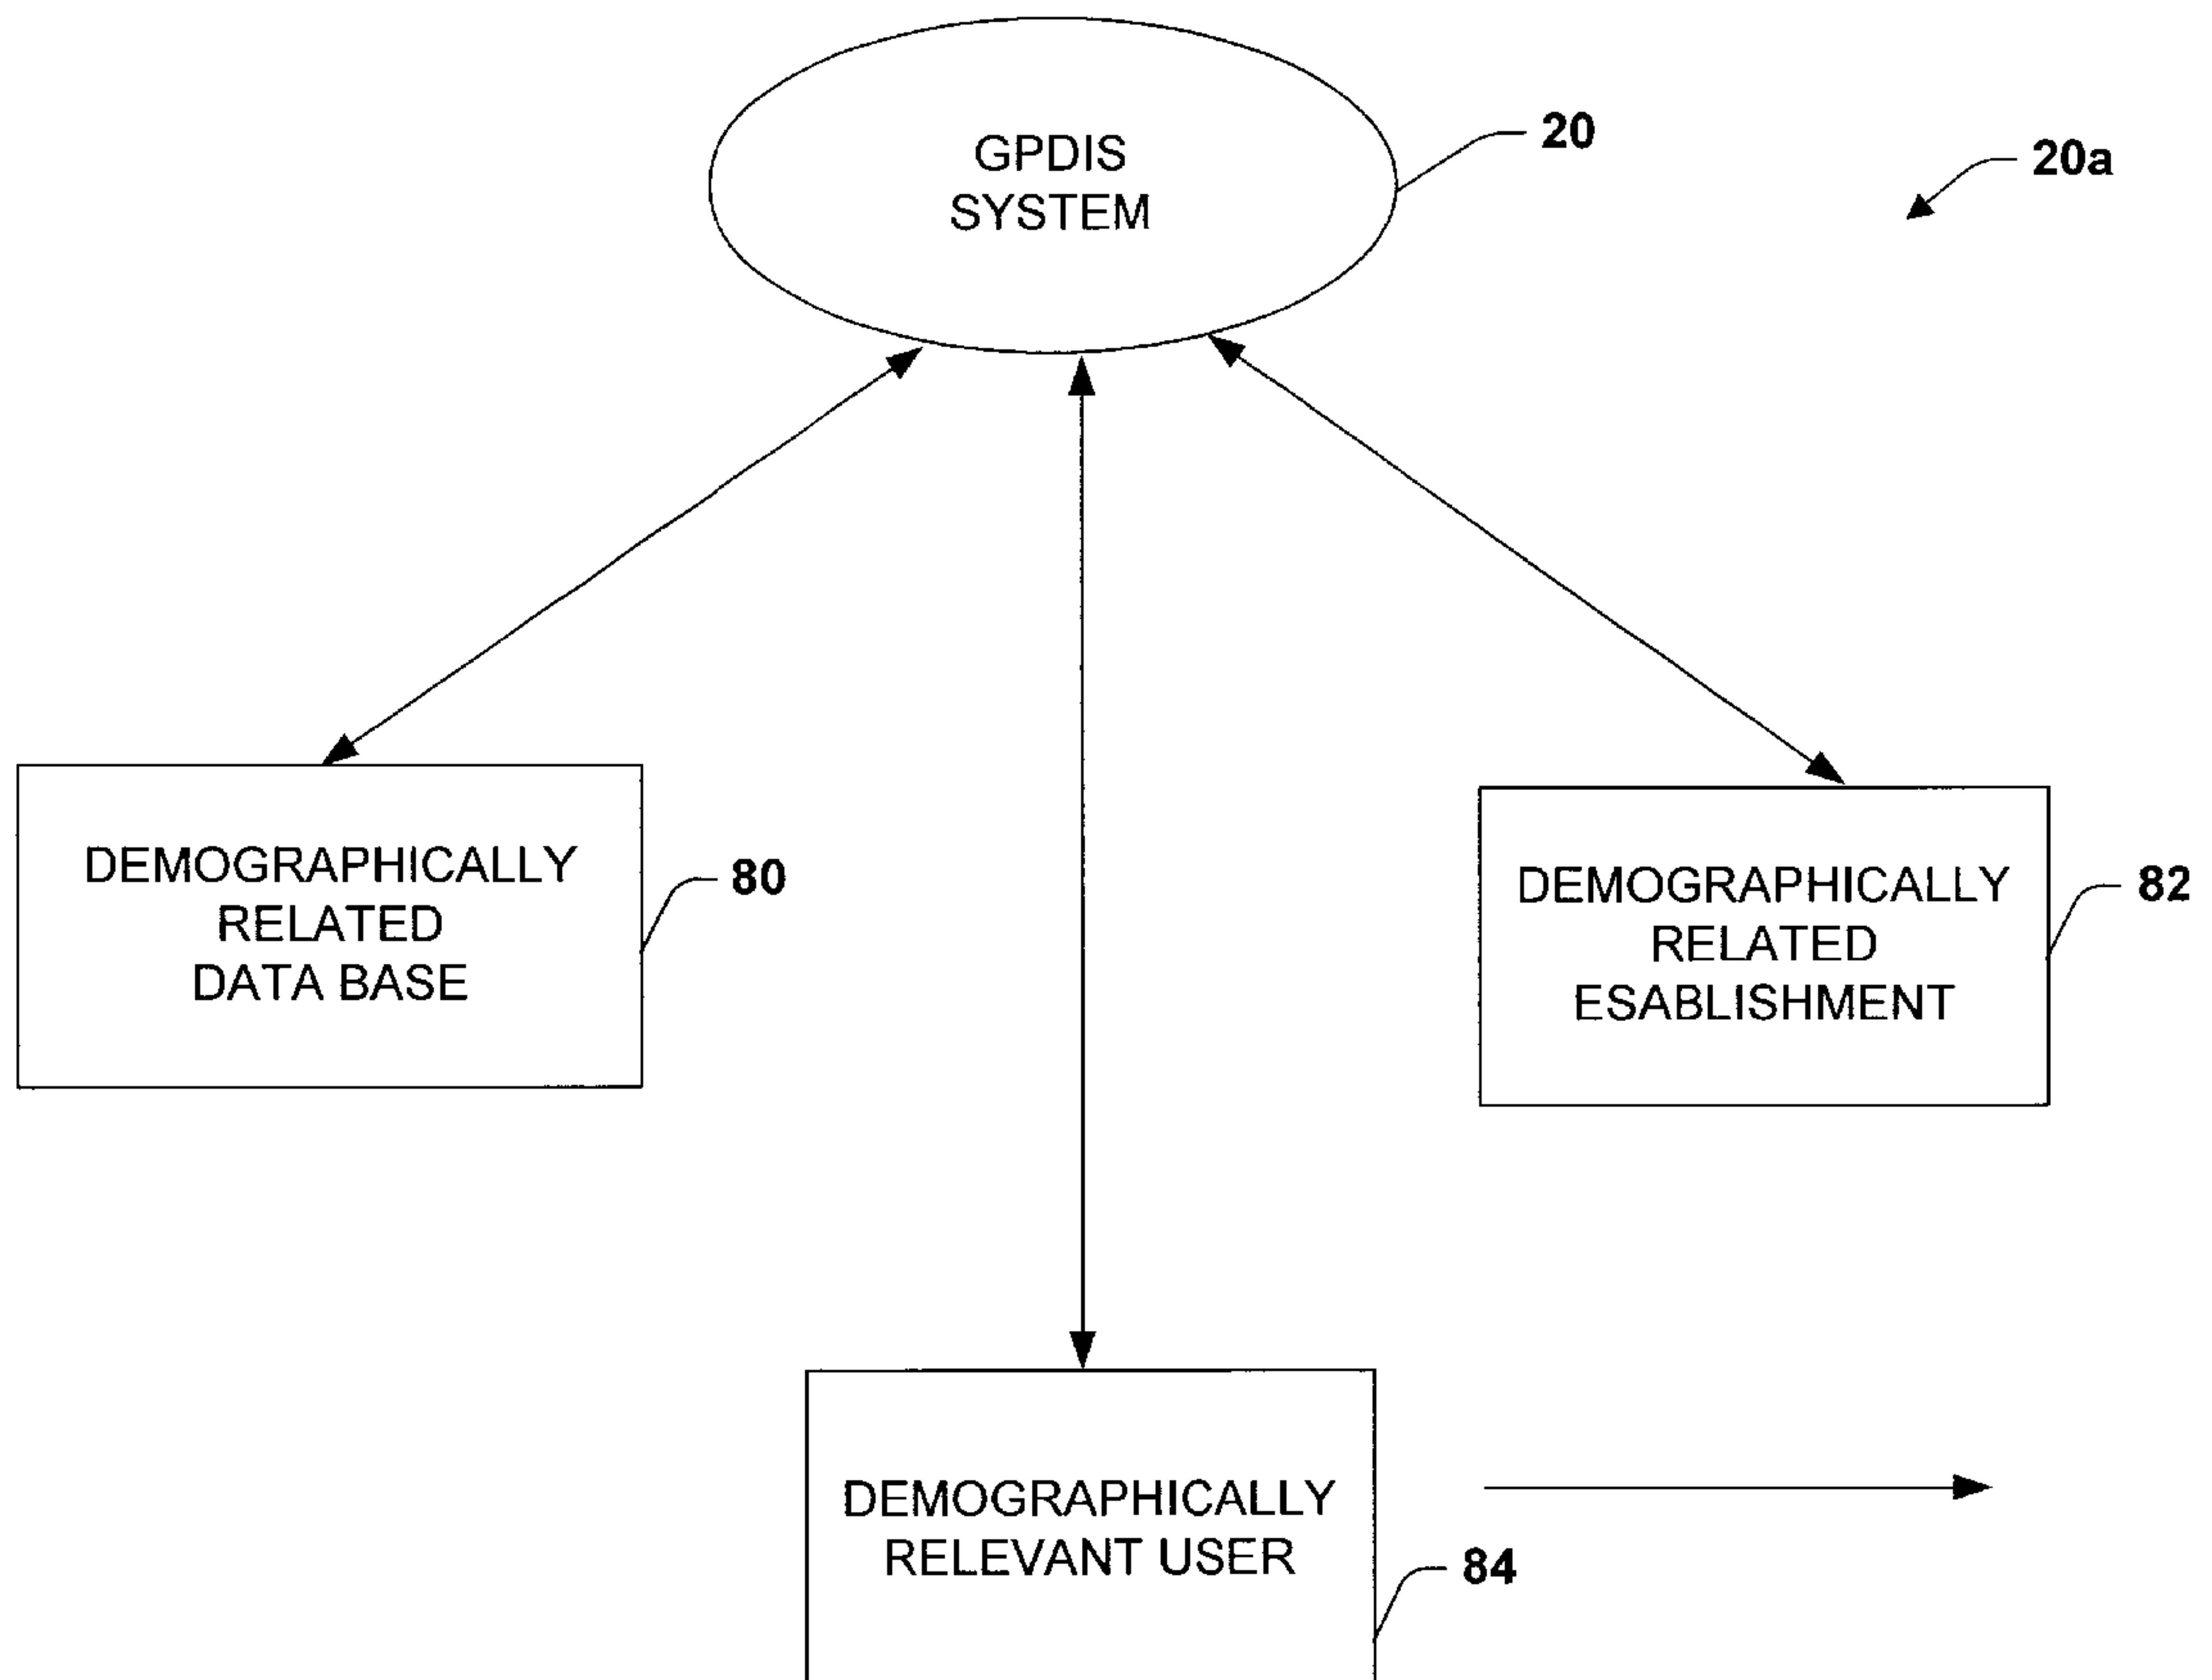 GPDIS
SYSTEM
20
20a
DEMOGRAPHICALLY
RELATED
DATA BASE
80
DEMOGRAPHICALLY
RELATED
ESABLISHMENT
82
DEMOGRAPHICALLY
RELEVANT USER
84